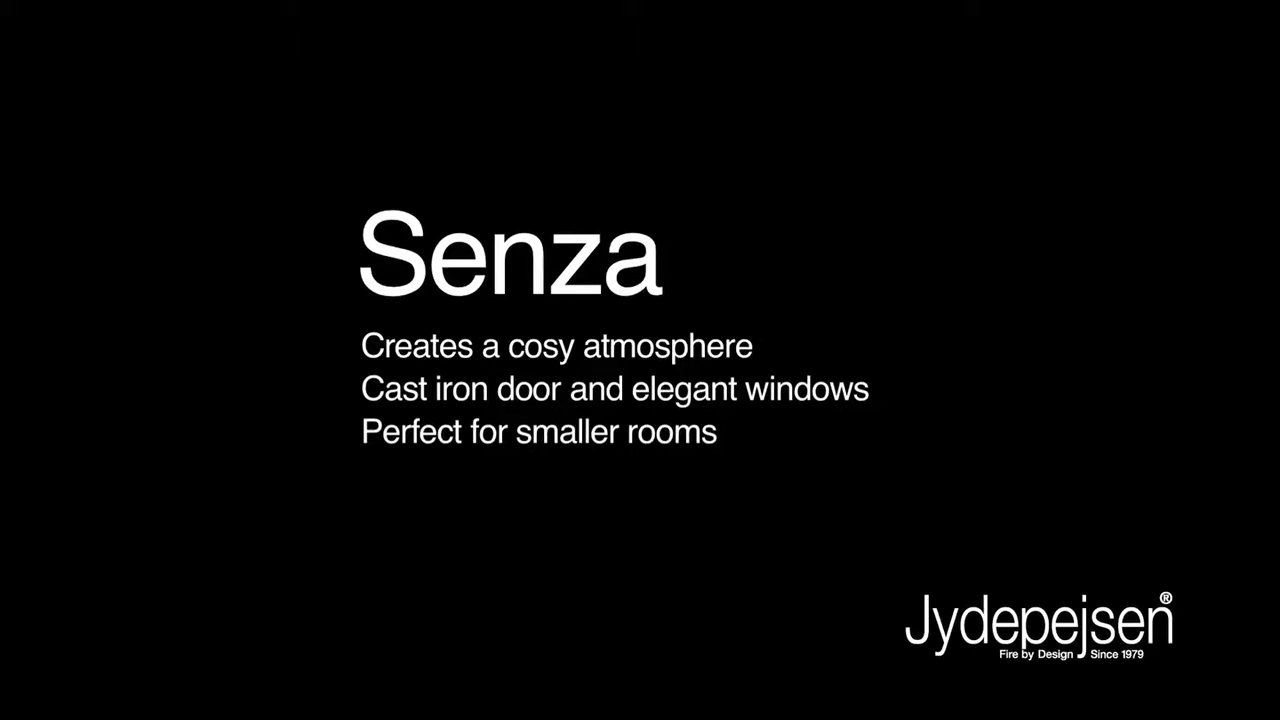 Senza
Creates a cosy atmosphere
Cast iron door and elegant windows
Perfect for smaller rooms
Jydepejsen®
Fire by Design Since 1979